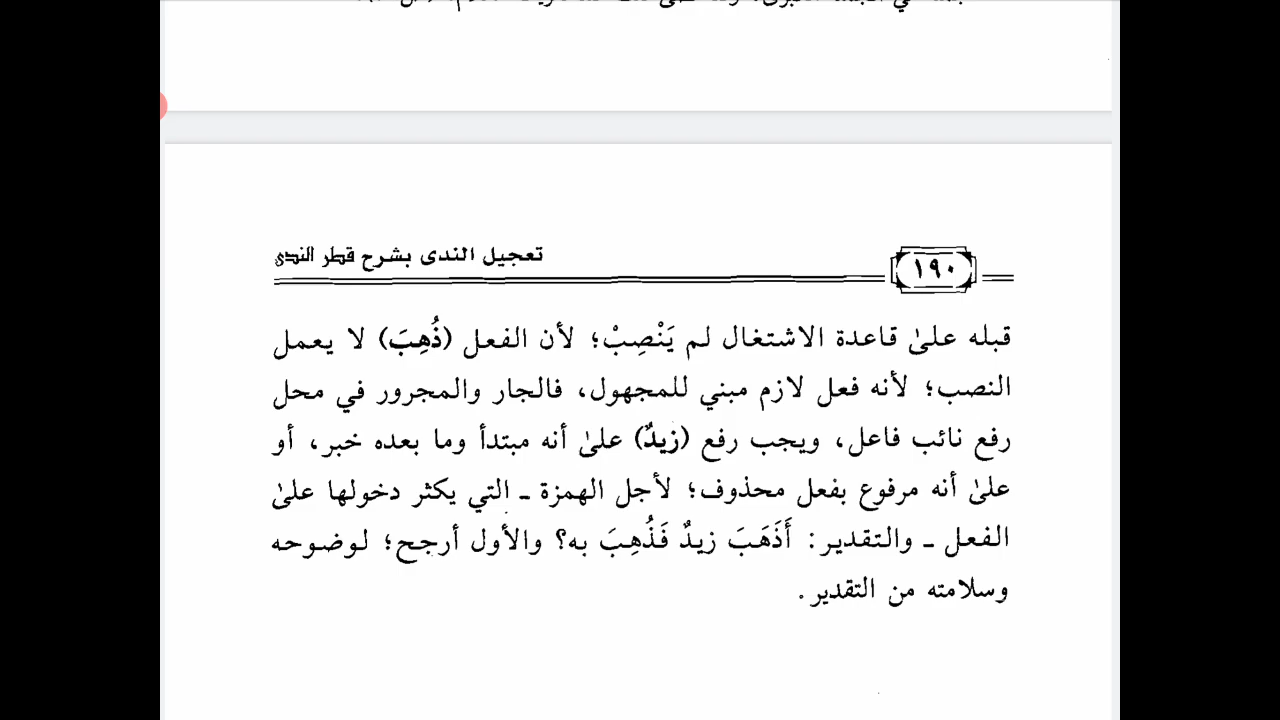 تعجيل الندى بشرح قطر الندى
١٩٠
قبله علىٰ قاعدة الاشتغال لم يَنْصِبْ؛ لأن الفعل (ذُهِبَ) لا يعمل
النصب؛ لأنه فعل لازم مبني للمجهول، فالجار والمجرور في محل
رفع نائب فاعل، ويجب رفع (زيدٌ) علىٰ أنه مبتدأ وما بعده خبر، أو
علىٰ أنه مرفوع بفعل محذوف؛ لأجل الهمزة ـ التي يكثر دخولها علىٰ
الفعل ـ والتقدير: أَذَهَبَ زيدٌ فَذُهِبَ به؟ والأول أرجح؛ لوضوحه
وسلامته من التقدير.